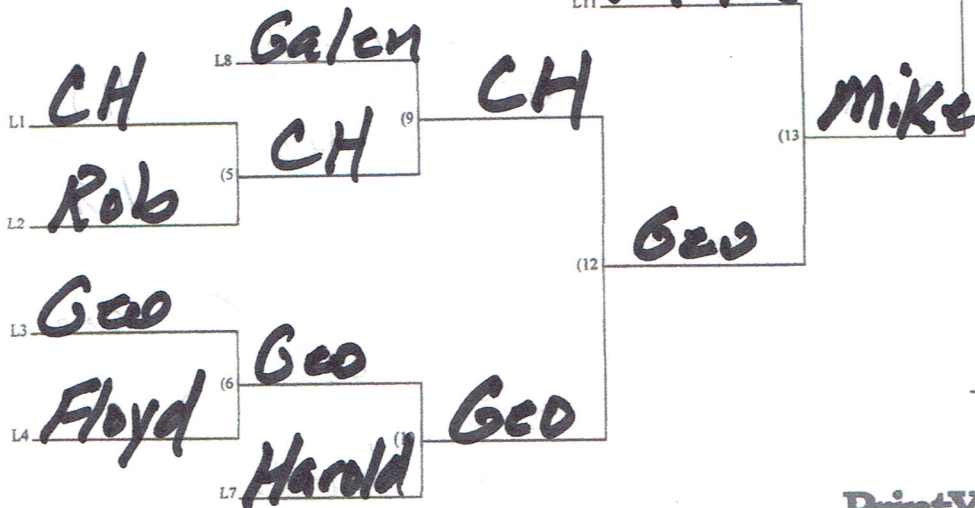 L11
L8 Galen
L1 CH
(9 CH
(13 Mike
(5 CH
L2 Rob
(12 Geo
L3 Geo
(6 Geo
L4 Floyd
Geo
L7 Harold